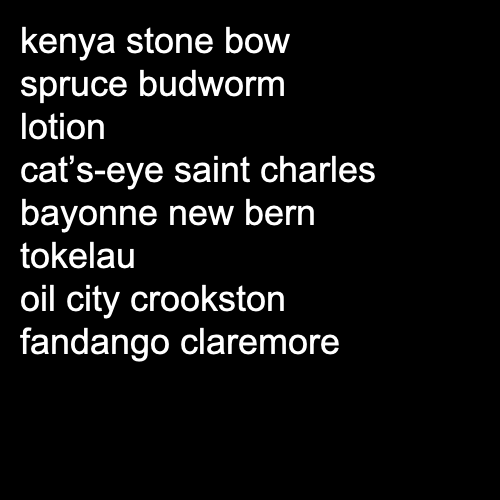 kenya stone bow
spruce budworm
lotion
cat’s-eye saint charles
bayonne new bern
tokelau
oil city crookston
fandango claremore